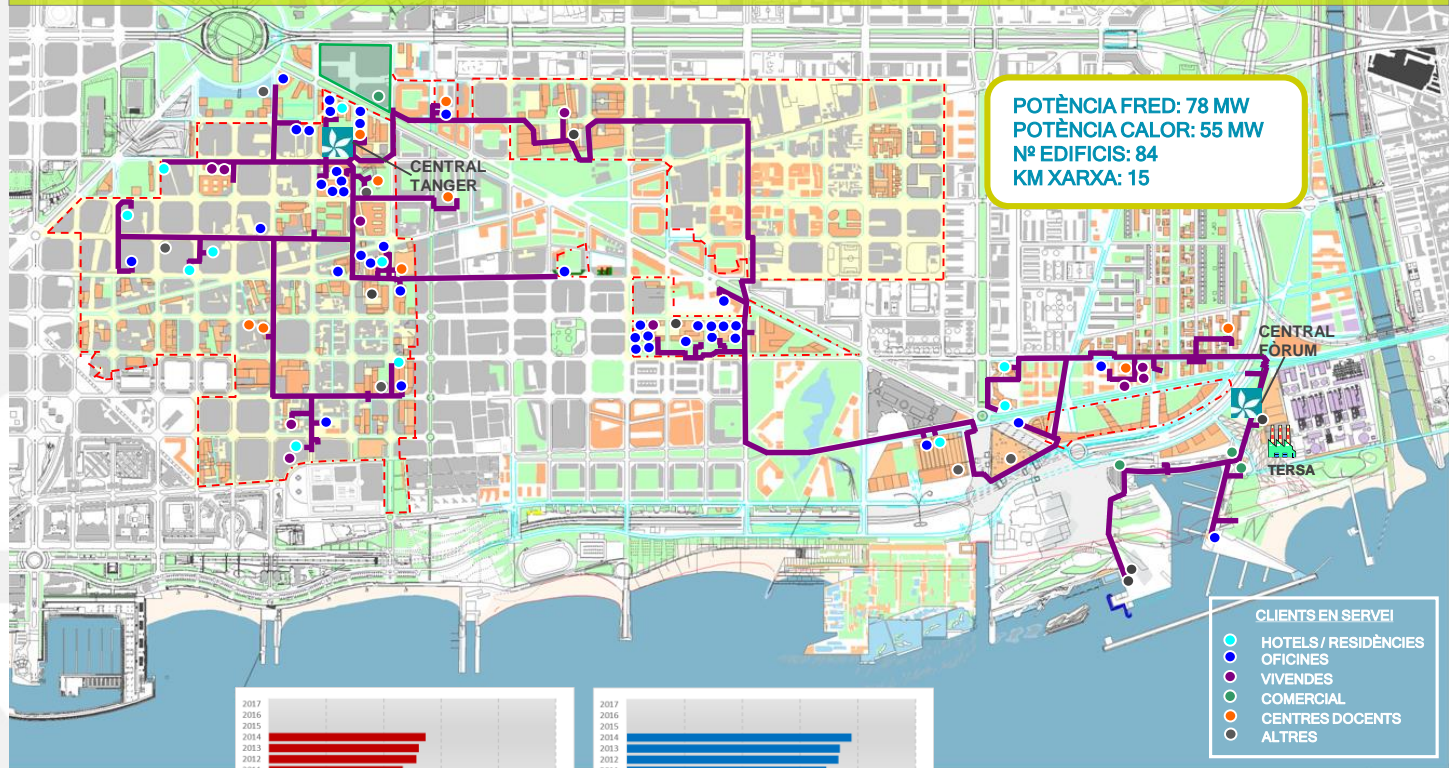 POTÈNCIA FRED: 78 MW
POTÈNCIA CALOR: 55 MW
Nº EDIFICIS: 84
KM XARXA: 15
CENTRAL
TANGER
CENTRAL
FÒRUM
TERSA
CLIENTS EN SERVEI
HOTELS / RESIDÈNCIES
OFICINES
VIVENDES
COMERCIAL
CENTRES DOCENTS
ALTRES
2017
2016
2015
2014
2013
2012
2017
2016
2015
2014
2013
2012